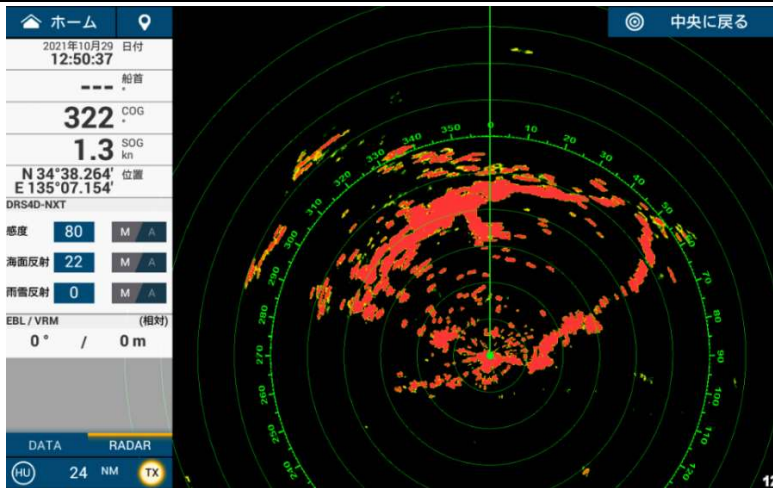 ホーム
中央に戻る
2021年10月29 日付
12:50:37
--- 船首
°
322 COG
°
1.3 SOG
kn
N 34°38.264' 位置
E 135°07.154'
DRS4D-NXT
感度 80 M / A
海面反射 22 M / A
雨雪反射 0 M / A
EBL / VRM (相対)
0° / 0 m
DATA RADAR
HU 24 NM TX
330 340 350 0 10 20 30 40 50 60 70 80 90 100 110 120
320 310 300 290 280 270 260 250 240
12